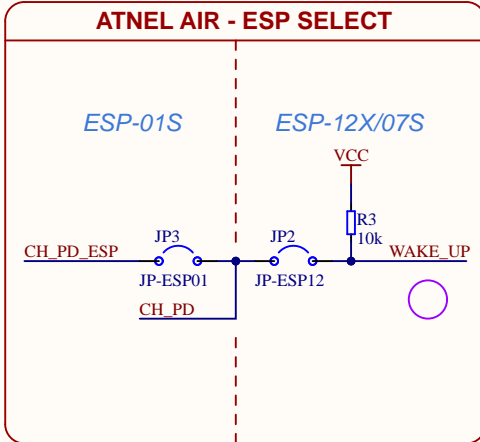 ATNEL AIR - ESP SELECT
ESP-01S
ESP-12X/07S
VCC
R3
10k
CH_PD_ESP
JP3
JP2
WAKE_UP
JP-ESP01
JP-ESP12
CH_PD